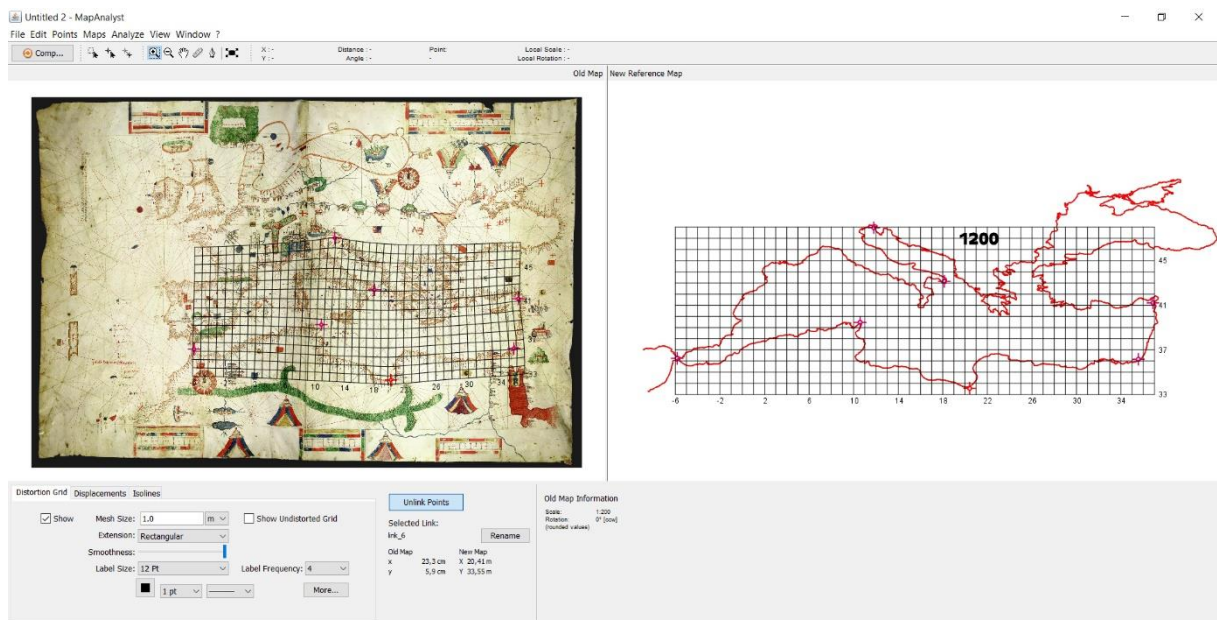 Untitled 2 - MapAnalyst
File Edit Points Maps Analyze View Window ?
Comp... X : - Distance : - Point: Local Scale : -
Y : - Angle : - - Local Rotation : -
Old Map New Reference Map
1200
45
41
37
33
-6 -2 2 6 10 14 18 22 26 30 34
45
41
37
33
10 14 18 22 26 30 34
Distortion Grid Displacements Isolines
Show Mesh Size: 1.0 m Show Undistorted Grid
Extension: Rectangular
Smoothness:
Label Size: 12 Pt Label Frequency: 4
1 pt More...
Unlink Points
Selected Link:
link_6 Rename
Old Map New Map
x 23,3 cm X 20,41 m
y 5,9 cm Y 33,55 m
Old Map Information
Scale: 1:200
Rotation 0° [ccw]
(rounded values)